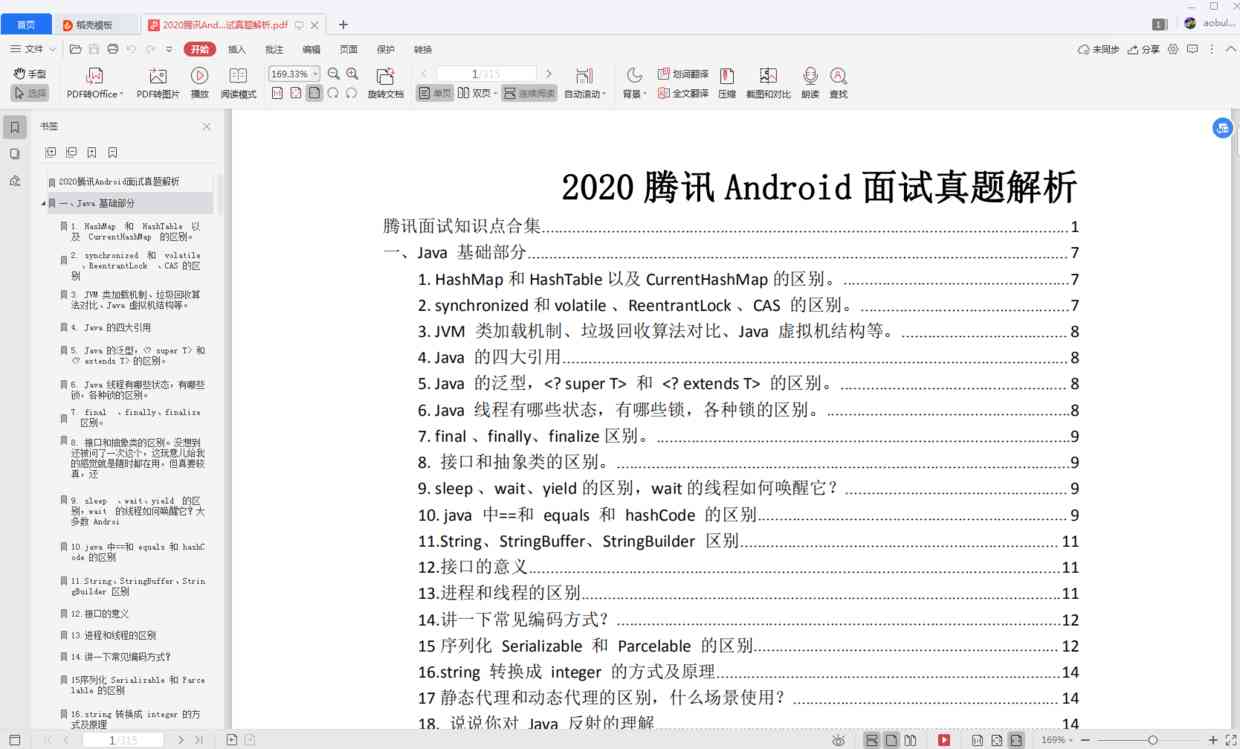 首页 稻壳模板 2020腾讯And...试真题解析.pdf 1 aobul...
文件 开始 插入 批注 编辑 页面 保护 转换 未同步 分享
手型 选择 PDF转Office PDF转图片 播放 阅读模式 169.33% 旋转文档 1/315 单页 双页 连续阅读 自动滚动 背景 划词翻译 全文翻译 压缩 截图和对比 朗读 查找
书签
2020腾讯Android面试真题解析
一、Java 基础部分
1. HashMap 和 HashTable 以
及 CurrentHashMap 的区别。
2. synchronized 和 volatile
、ReentrantLock 、CAS 的区
别
3. JVM 类加载机制、垃圾回收算
法对比、Java 虚拟机结构等。
4. Java 的四大引用
5. Java 的泛型，<? super T> 和
<? extends T> 的区别。
6. Java 线程有哪些状态，有哪些
锁，各种锁的区别。
7. final 、finally、finalize
区别。
8. 接口和抽象类的区别。没想到
还被问了一次这个，这玩意儿给我
的感觉就是随时都在用，但真要较
真，还
9. sleep 、wait、yield 的区
别，wait 的线程如何唤醒它？大
多数 Androi
10.java 中==和 equals 和 hashC
ode 的区别
11.String、StringBuffer、Strin
gBuilder 区别
12.接口的意义
13.进程和线程的区别
14.讲一下常见编码方式？
15序列化 Serializable 和 Parce
lable 的区别
16.string 转换成 integer 的方
式及原理
2020 腾讯 Android 面试真题解析
腾讯面试知识点合集 1
一、Java 基础部分 7
1. HashMap 和 HashTable 以及 CurrentHashMap 的区别。 7
2. synchronized 和 volatile 、ReentrantLock 、CAS 的区别。 7
3. JVM 类加载机制、垃圾回收算法对比、Java 虚拟机结构等。 8
4. Java 的四大引用 8
5. Java 的泛型，<? super T> 和 <? extends T> 的区别。 8
6. Java 线程有哪些状态，有哪些锁，各种锁的区别。 8
7. final 、finally、finalize 区别。 9
8. 接口和抽象类的区别。 9
9. sleep 、wait、yield 的区别，wait 的线程如何唤醒它？ 9
10. java 中==和 equals 和 hashCode 的区别 9
11.String、StringBuffer、StringBuilder 区别 11
12.接口的意义 11
13.进程和线程的区别 11
14.讲一下常见编码方式？ 12
15 序列化 Serializable 和 Parcelable 的区别 12
16.string 转换成 integer 的方式及原理 14
17 静态代理和动态代理的区别，什么场景使用？ 14
18. 说说你对 Java 反射的理解 14
1/315 169%